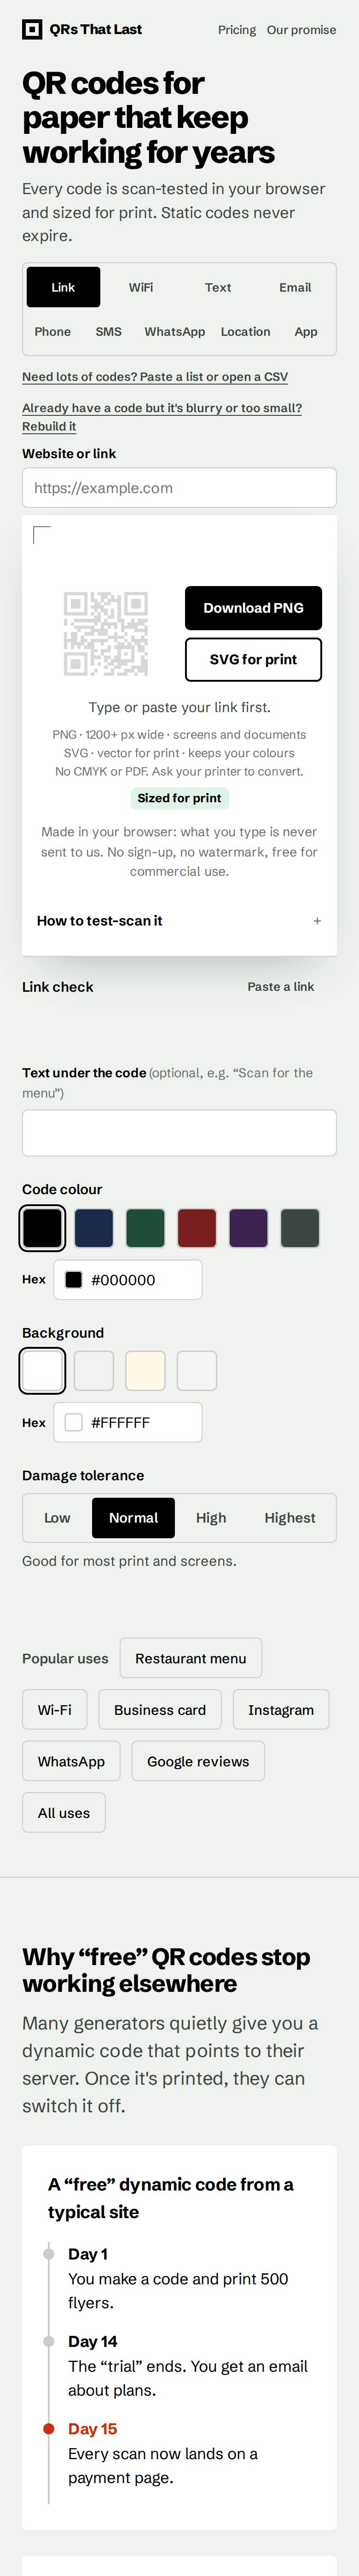 QRs That Last
Pricing Our promise
QR codes for
paper that keep
working for years
Every code is scan-tested in your browser
and sized for print. Static codes never
expire.
Link WiFi Text Email
Phone SMS WhatsApp Location App
Need lots of codes? Paste a list or open a CSV
Already have a code but it's blurry or too small?
Rebuild it
Website or link
https://example.com
Download PNG
SVG for print
Type or paste your link first.
PNG · 1200+ px wide · screens and documents
SVG · vector for print · keeps your colours
No CMYK or PDF. Ask your printer to convert.
Sized for print
Made in your browser: what you type is never
sent to us. No sign-up, no watermark, free for
commercial use.
How to test-scan it +
Link check Paste a link
Text under the code (optional, e.g. “Scan for the
menu”)
Code colour
Hex #000000
Background
Hex #FFFFFF
Damage tolerance
Low Normal High Highest
Good for most print and screens.
Popular uses Restaurant menu
Wi-Fi Business card Instagram
WhatsApp Google reviews
All uses
Why “free” QR codes stop
working elsewhere
Many generators quietly give you a
dynamic code that points to their
server. Once it's printed, they can
switch it off.
A “free” dynamic code from a
typical site
Day 1
You make a code and print 500
flyers.
Day 14
The “trial” ends. You get an email
about plans.
Day 15
Every scan now lands on a
payment page.